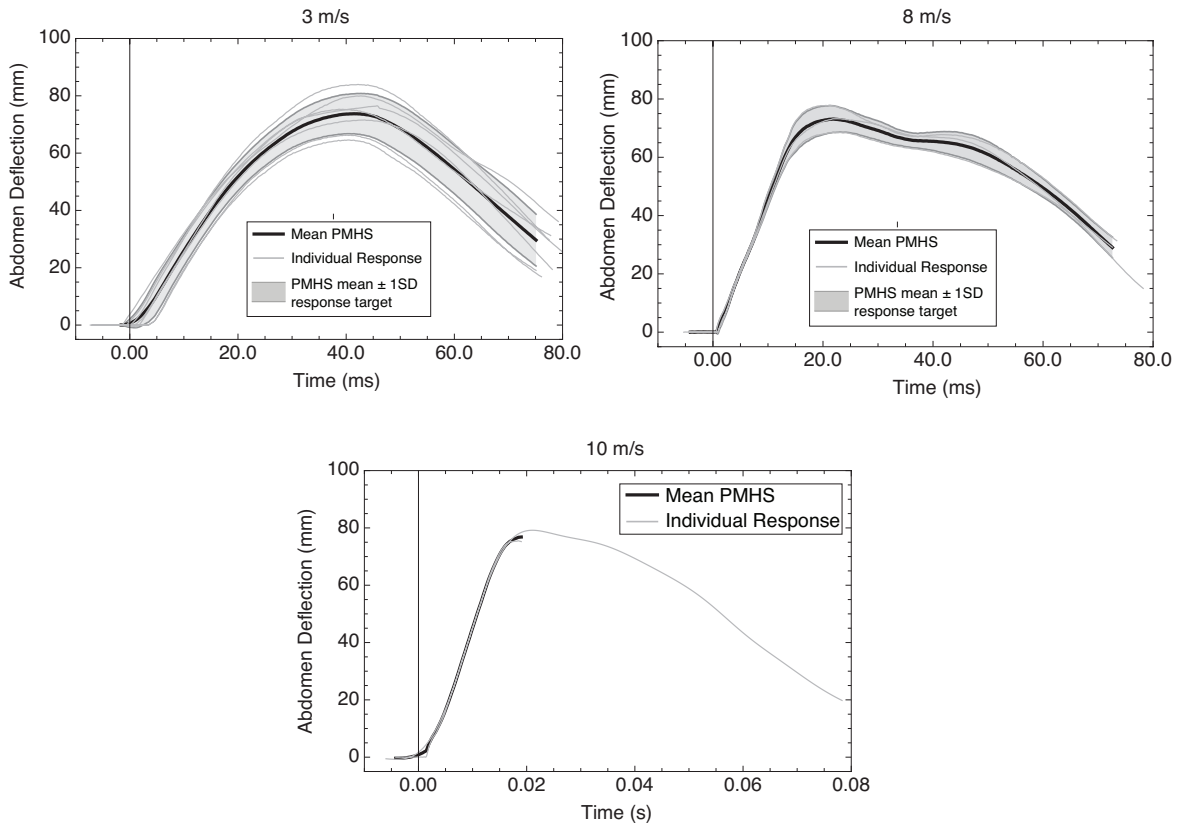 3 m/s
100
80
60
40
20
0
Abdomen Deflection (mm)
Mean PMHS
Individual Response
PMHS mean ± 1SD
response target
0.00 20.0 40.0 60.0 80.0
Time (ms)
8 m/s
100
80
60
40
20
0
Abdomen Deflection (mm)
Mean PMHS
Individual Response
PMHS mean ± 1SD
response target
0.00 20.0 40.0 60.0 80.0
Time (ms)
10 m/s
100
80
60
40
20
0
Abdomen Deflection (mm)
Mean PMHS
Individual Response
0.00 0.02 0.04 0.06 0.08
Time (s)